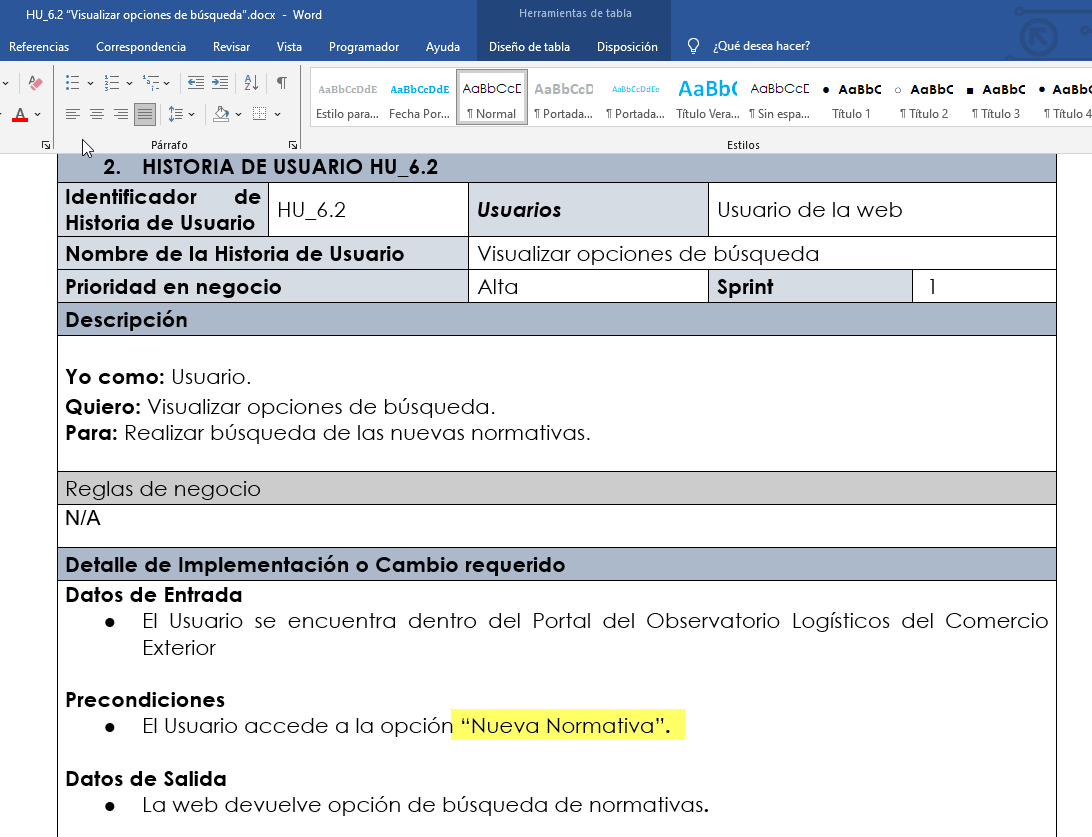 HU_6.2 "Visualizar opciones de búsqueda".docx - Word
Herramientas de tabla
Referencias Correspondencia Revisar Vista Programador Ayuda Diseño de tabla Disposición ¿Qué desea hacer?
AaBbCcDdE AaBbCcDdE AaBbCcD AaBbCcD AaBbCcDdEe AaBb( AaBbCcD AaBbC AaBbC AaBbC AaBb
Estilo para... Fecha Por... ¶ Normal ¶ Portada... ¶ Portada... Título Vera... ¶ Sin espa... Título 1 ¶ Título 2 ¶ Título 3 ¶ Título 4
Párrafo Estilos
2. HISTORIA DE USUARIO HU_6.2
Identificador de
Historia de Usuario
HU_6.2
Usuarios
Usuario de la web
Nombre de la Historia de Usuario Visualizar opciones de búsqueda
Prioridad en negocio Alta Sprint 1
Descripción
Yo como: Usuario.
Quiero: Visualizar opciones de búsqueda.
Para: Realizar búsqueda de las nuevas normativas.
Reglas de negocio
N/A
Detalle de Implementación o Cambio requerido
Datos de Entrada
● El Usuario se encuentra dentro del Portal del Observatorio Logísticos del Comercio
Exterior
Precondiciones
● El Usuario accede a la opción “Nueva Normativa”.
Datos de Salida
● La web devuelve opción de búsqueda de normativas.